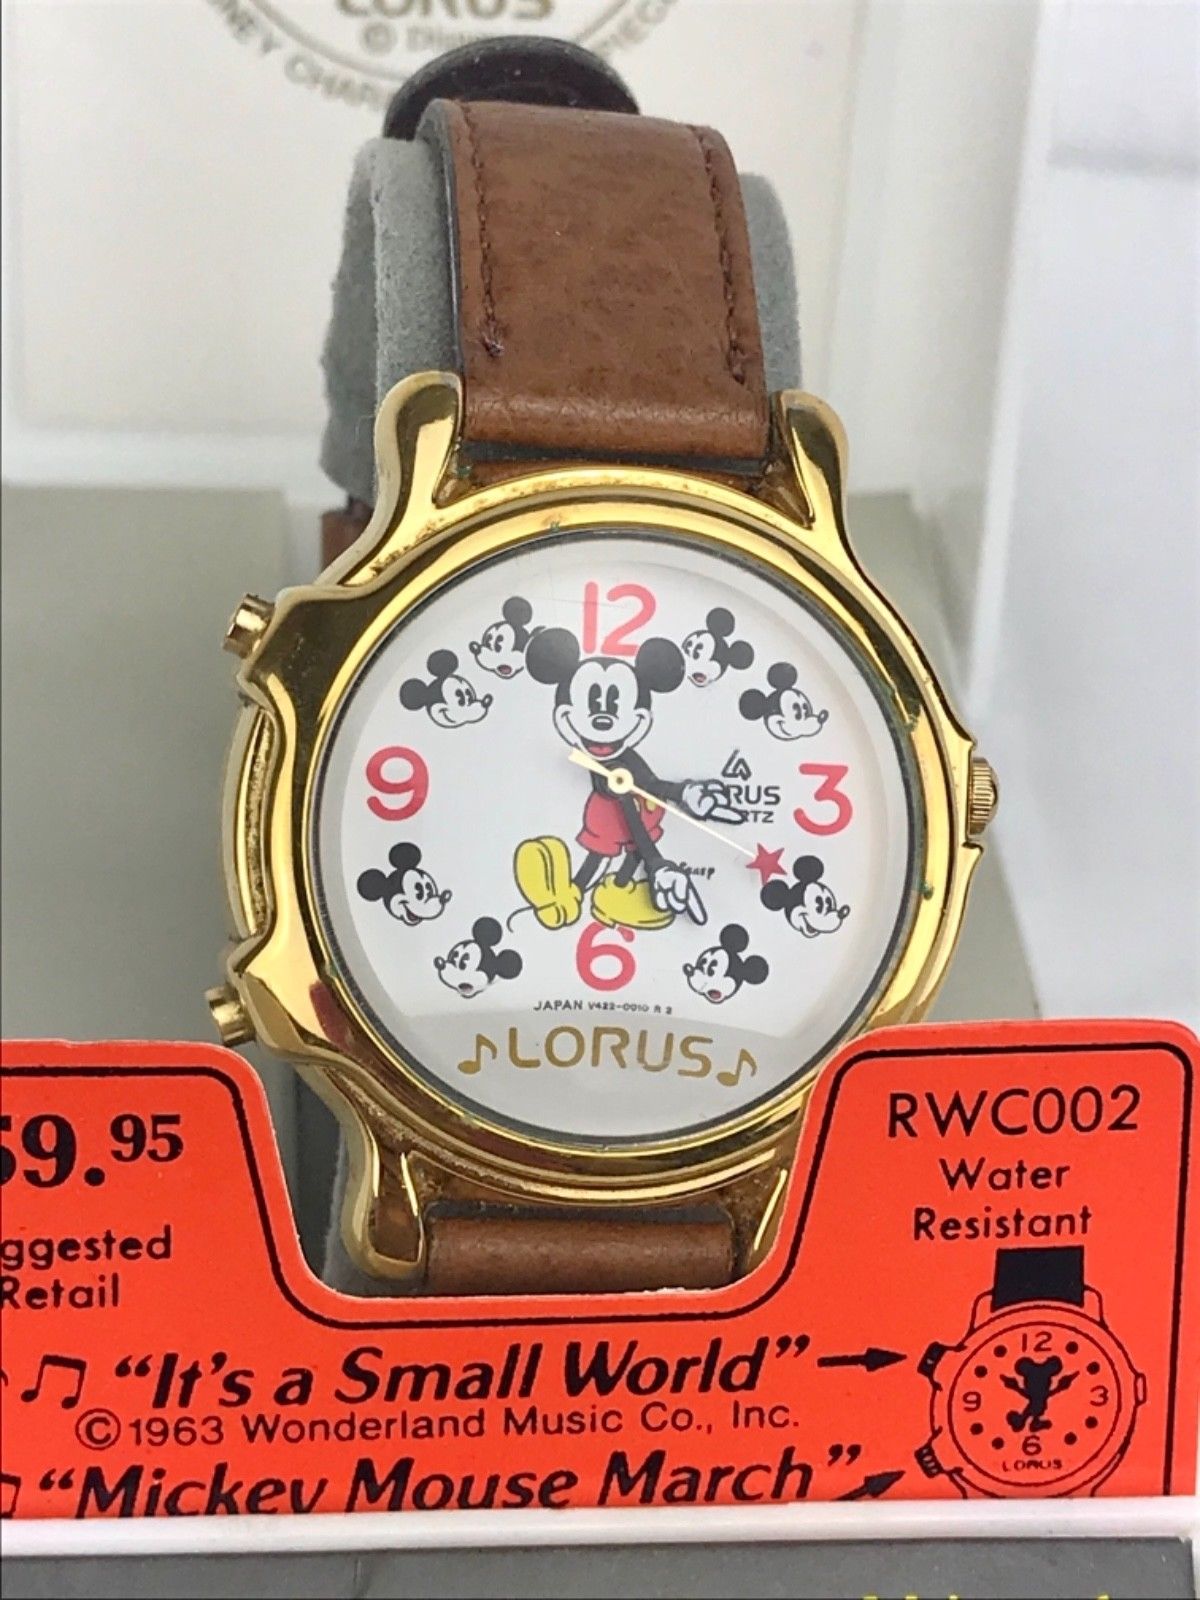 LORUS
© Disney
12
9
3
6
JAPAN V422-0010 R 2
♪LORUS♪
59.95
ggested
Retail
RWC002
Water
Resistant
12
9
3
6
LORUS
"It's a Small World"
©1963 Wonderland Music Co., Inc.
"Mickey Mouse March"